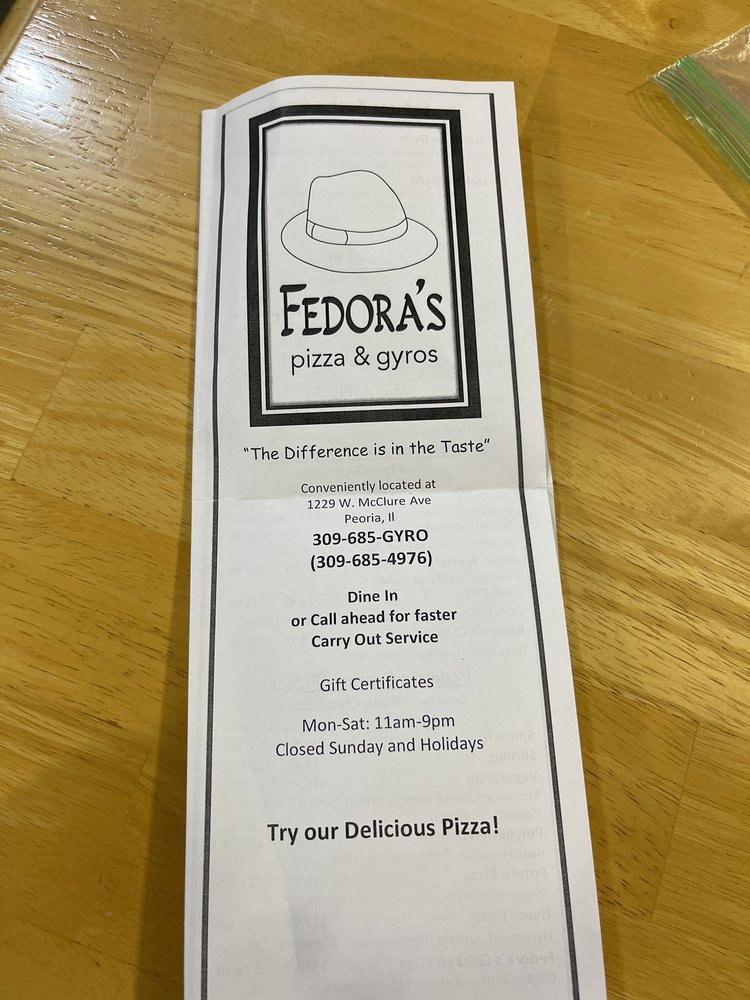 FEDORA'S
pizza & gyros
"The Difference is in the Taste"
Conveniently located at
1229 W. McClure Ave
Peoria, Il
309-685-GYRO
(309-685-4976)
Dine In
or Call ahead for faster
Carry Out Service
Gift Certificates
Mon-Sat: 11am-9pm
Closed Sunday and Holidays
Try our Delicious Pizza!